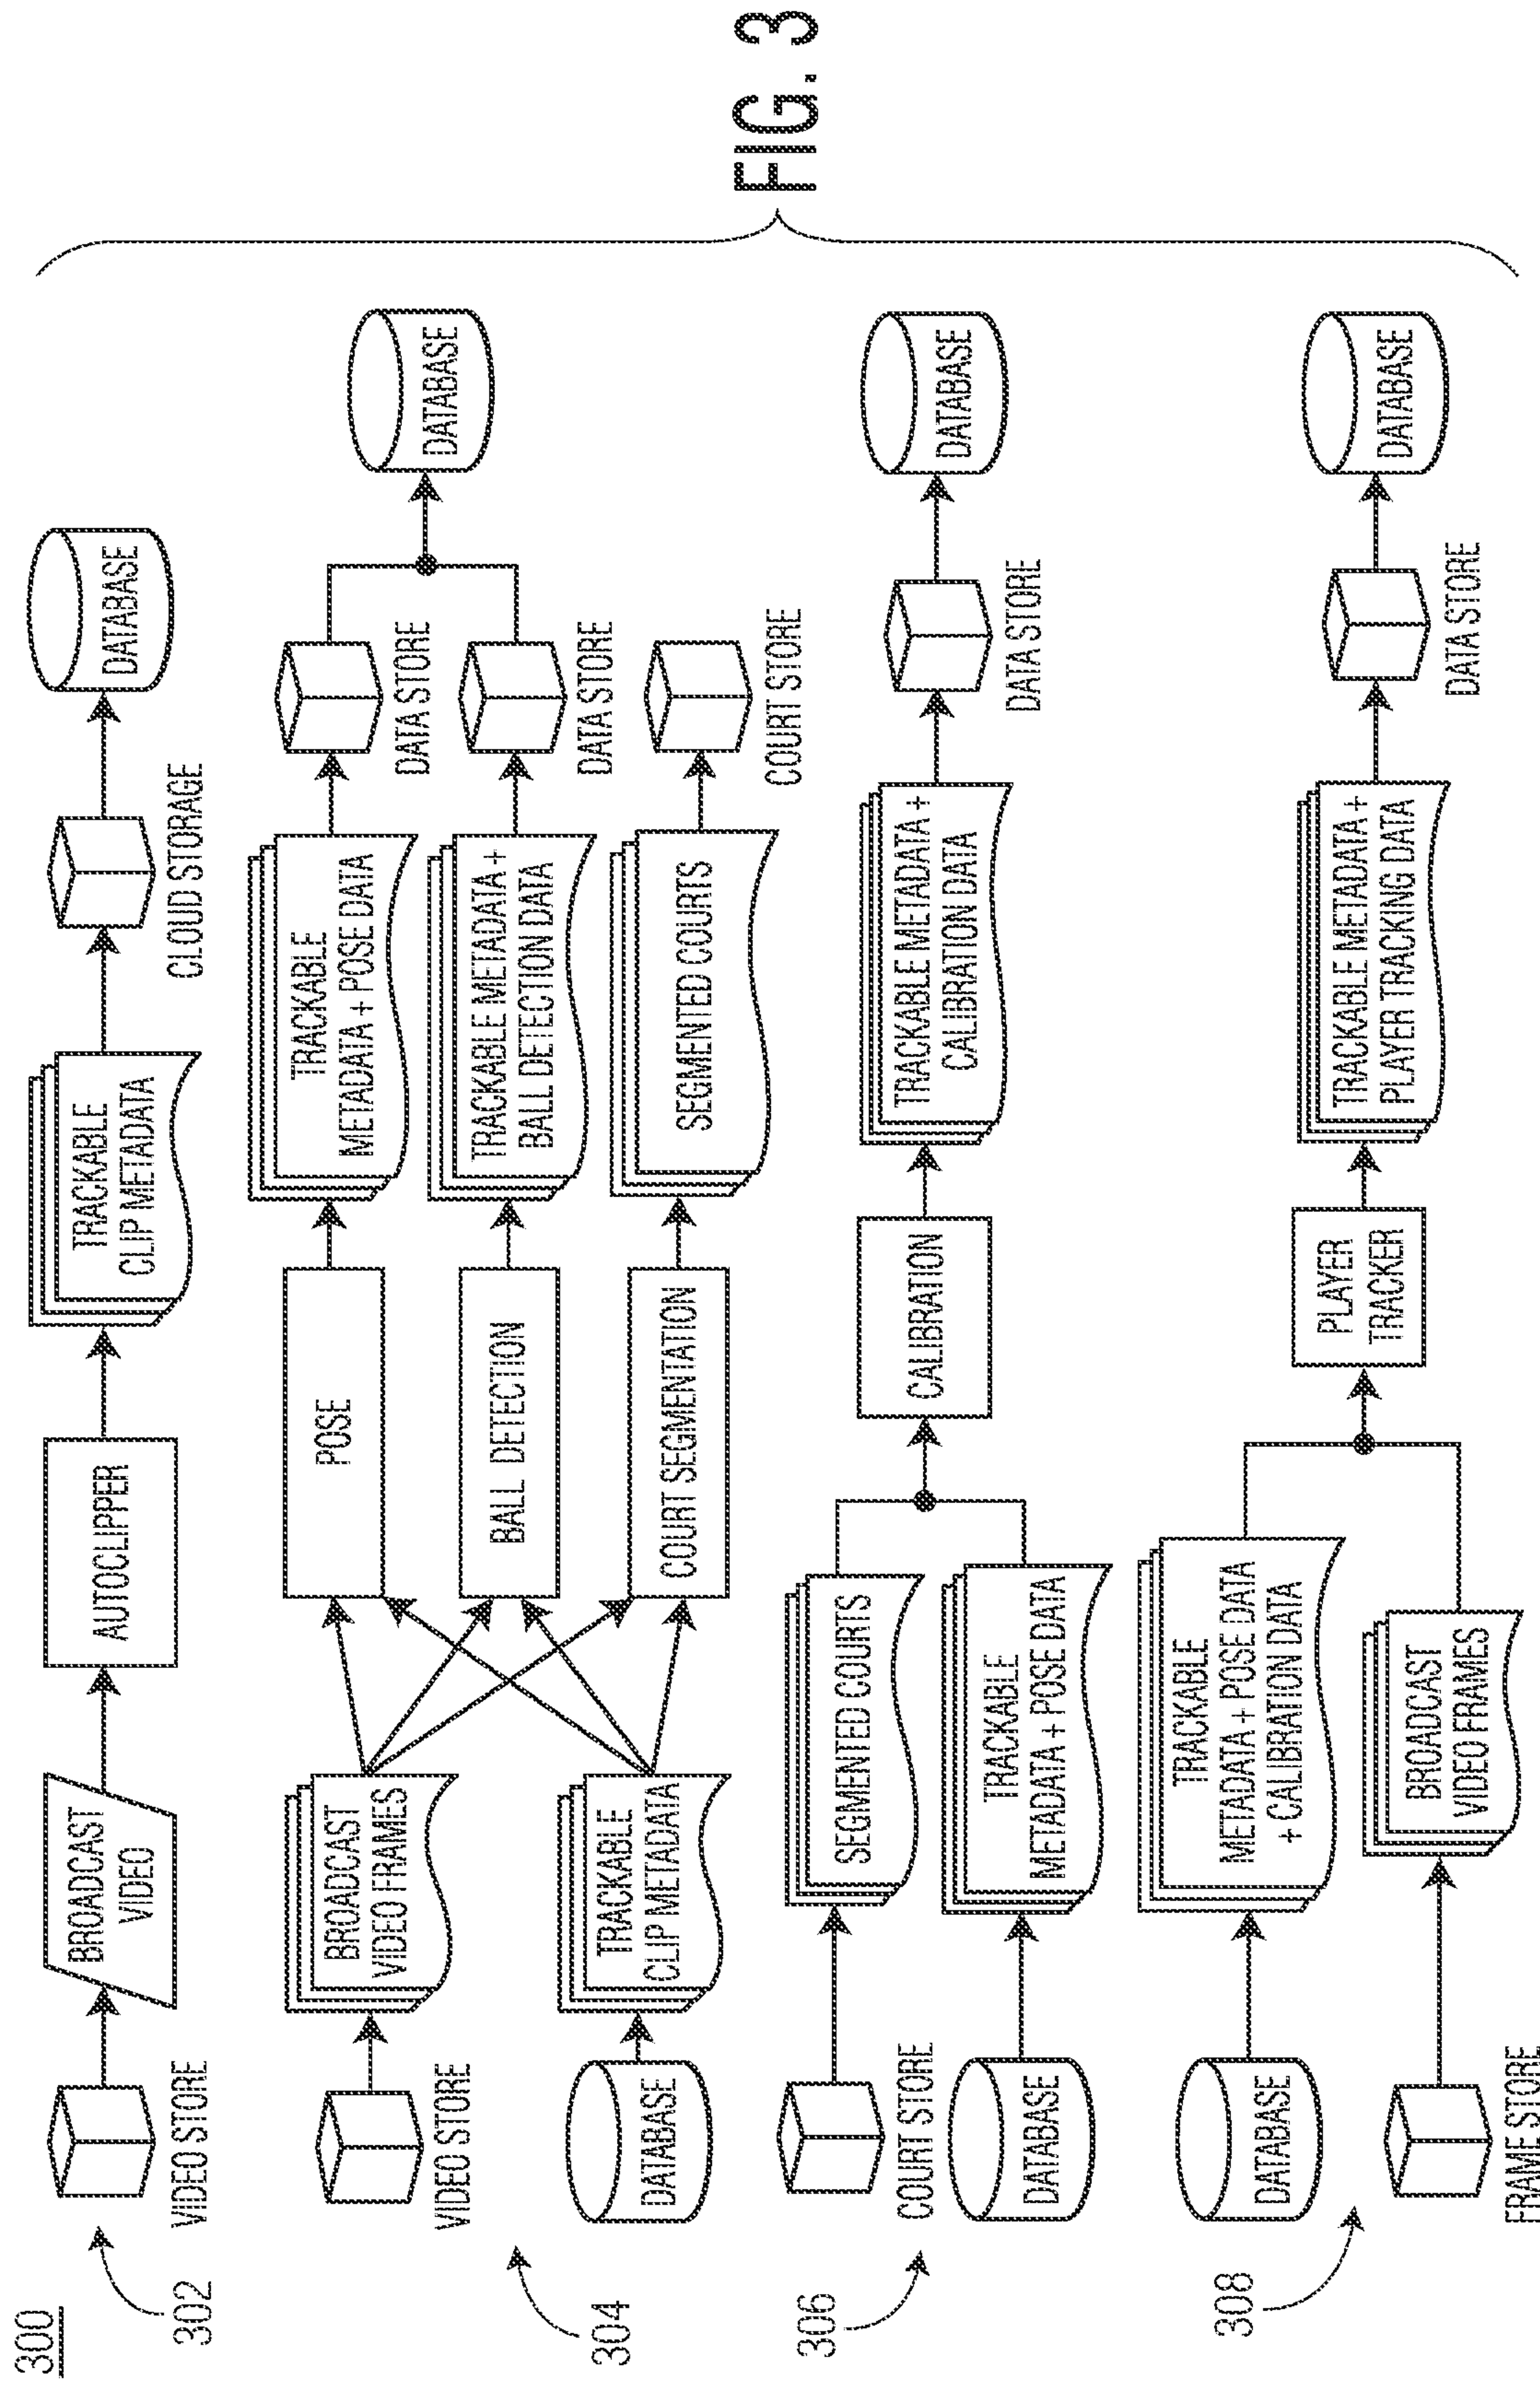 300
302
VIDEO STORE
BROADCAST
VIDEO
AUTOCLIPPER
TRACKABLE
CLIP METADATA
CLOUD STORAGE
DATABASE
304
VIDEO STORE
BROADCAST
VIDEO FRAMES
DATABASE
TRACKABLE
CLIP METADATA
POSE
BALL DETECTION
COURT SEGMENTATION
TRACKABLE
METADATA + POSE DATA
TRACKABLE METADATA +
BALL DETECTION DATA
SEGMENTED COURTS
DATA STORE
DATA STORE
COURT STORE
DATABASE
306
COURT STORE
SEGMENTED COURTS
DATABASE
TRACKABLE
METADATA + POSE DATA
CALIBRATION
TRACKABLE METADATA +
CALIBRATION DATA
DATA STORE
DATABASE
308
DATABASE
TRACKABLE
METADATA + POSE DATA
+ CALIBRATION DATA
FRAME STORE
BROADCAST
VIDEO FRAMES
PLAYER
TRACKER
TRACKABLE METADATA +
PLAYER TRACKING DATA
DATA STORE
DATABASE
FIG. 3